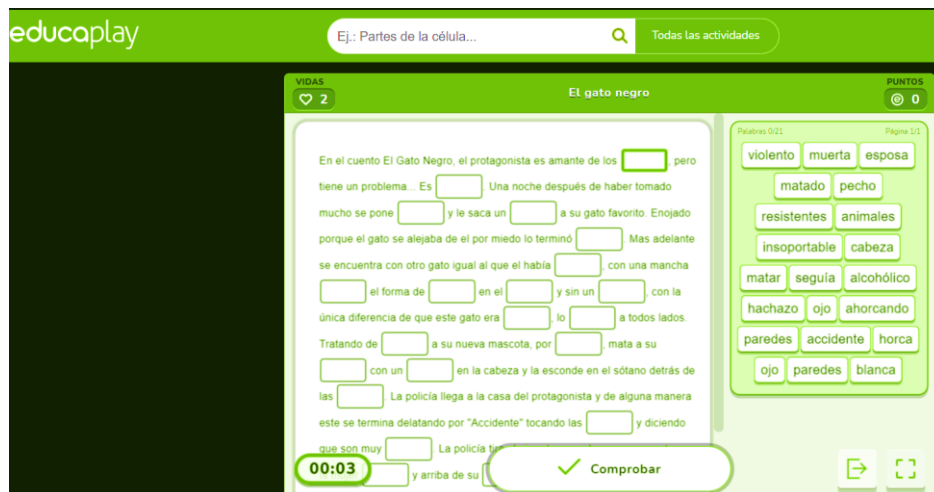 educaplay
Ej.: Partes de la célula...
Todas las actividades
VIDAS
2
El gato negro
PUNTOS
0
En el cuento El Gato Negro, el protagonista es amante de los , pero
tiene un problema... Es . Una noche después de haber tomado
mucho se pone y le saca un a su gato favorito. Enojado
porque el gato se alejaba de el por miedo lo terminó . Mas adelante
se encuentra con otro gato igual al que el había , con una mancha
el forma de en el y sin un , con la
única diferencia de que este gato era , lo a todos lados.
Tratando de a su nueva mascota, por , mata a su
con un en la cabeza y la esconde en el sótano detrás de
las . La policía llega a la casa del protagonista y de alguna manera
este se termina delatando por "Accidente" tocando las y diciendo
que son muy . La policía
y arriba de su
00:03
Comprobar
Palabras 0/21
Página 1/1
violento muerta esposa
matado pecho
resistentes animales
insoportable cabeza
matar seguía alcohólico
hachazo ojo ahorcando
paredes accidente horca
ojo paredes blanca